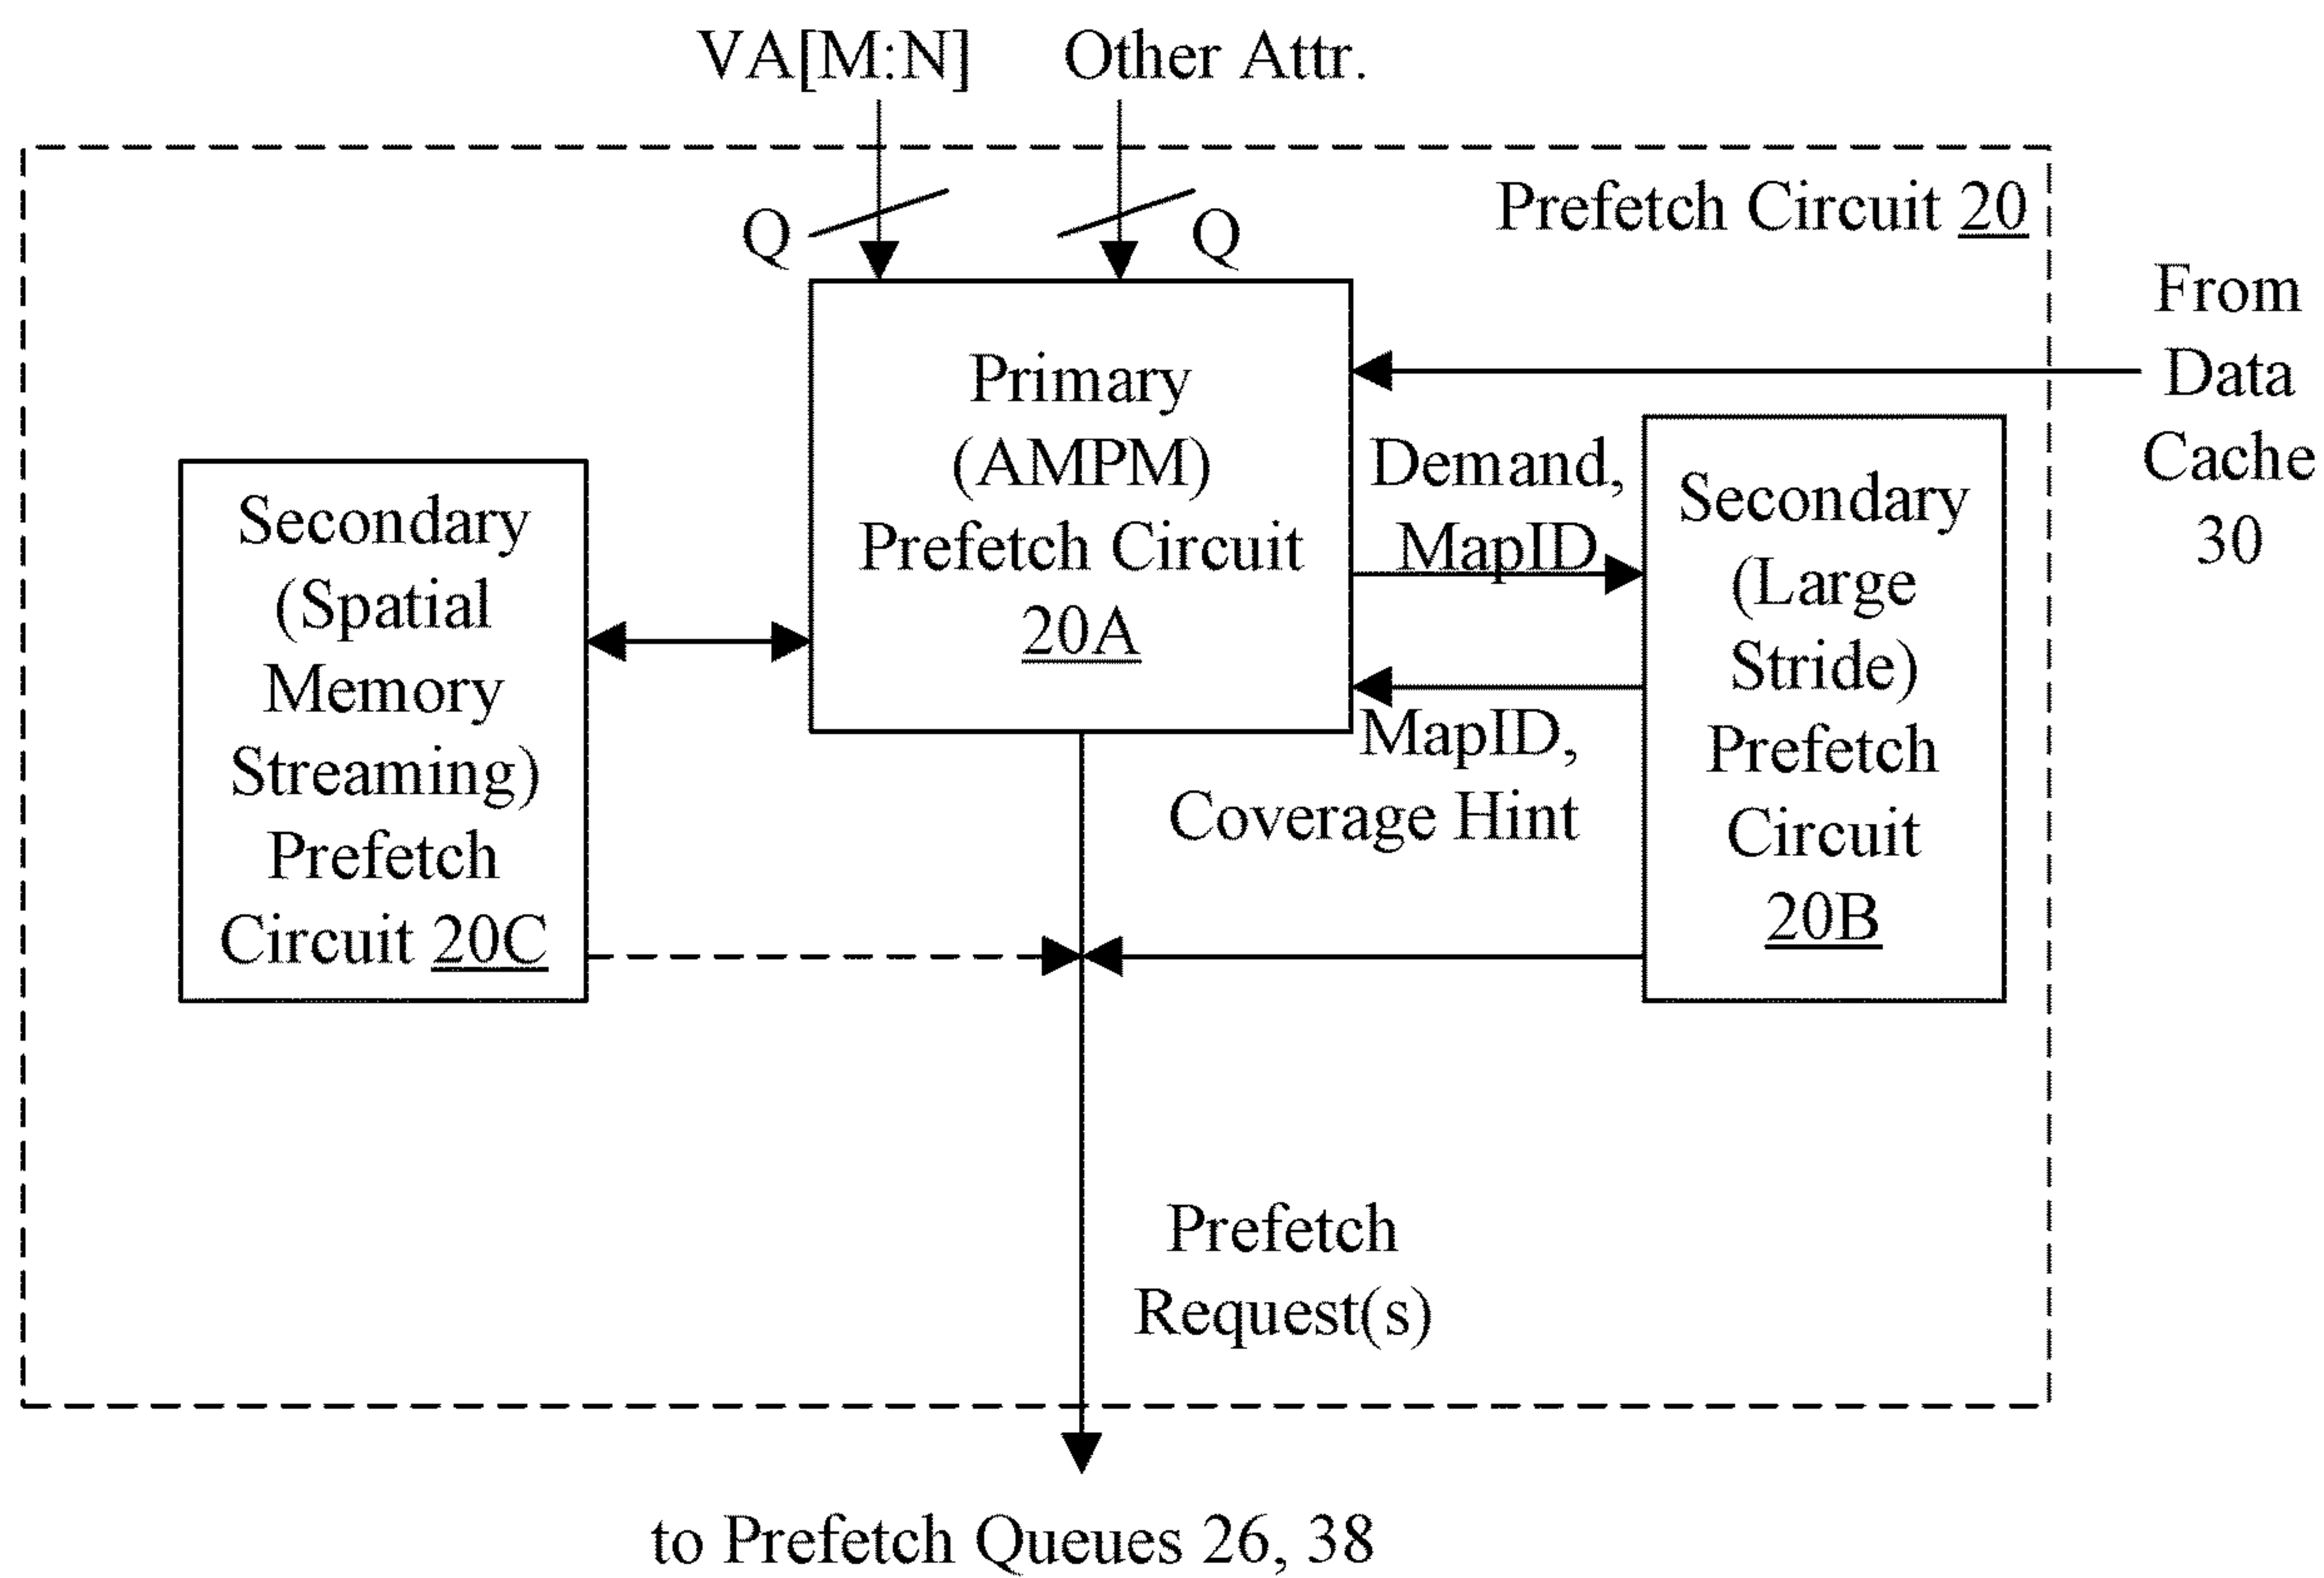 VA[M:N]
Other Attr.
Q
Q
Prefetch Circuit 20
From
Data
Cache
30
Primary
(AMPM)
Prefetch Circuit
20A
Demand,
MapID
MapID,
Coverage Hint
Secondary
(Large
Stride)
Prefetch
Circuit
20B
Secondary
(Spatial
Memory
Streaming)
Prefetch
Circuit 20C
Prefetch
Request(s)
to Prefetch Queues 26, 38